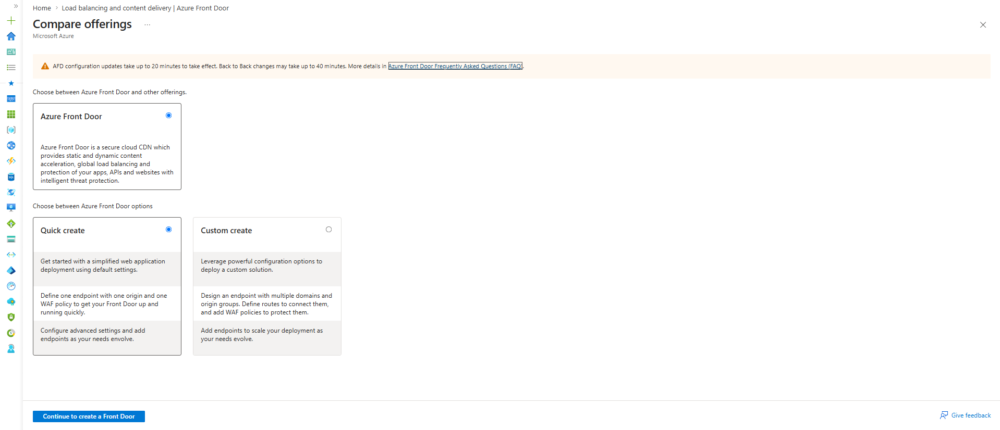 Home > Load balancing and content delivery | Azure Front Door
Compare offerings ...
Microsoft Azure
AFD configuration updates take up to 20 minutes to take effect. Back to Back changes may take up to 40 minutes. More details in Azure Front Door Frequently Asked Questions (FAQ).
Choose between Azure Front Door and other offerings.
Azure Front Door
Azure Front Door is a secure cloud CDN which
provides static and dynamic content
acceleration, global load balancing and
protection of your apps, APIs and websites with
intelligent threat protection.
Choose between Azure Front Door options
Quick create
Get started with a simplified web application
deployment using default settings.
Define one endpoint with one origin and one
WAF policy to get your Front Door up and
running quickly.
Configure advanced settings and add
endpoints as your needs envolve.
Custom create
Leverage powerful configuration options to
deploy a custom solution.
Design an endpoint with multiple domains and
origin groups. Define routes to connect them,
and add WAF policies to protect them.
Add endpoints to scale your deployment as
your needs evolve.
Continue to create a Front Door
Give feedback